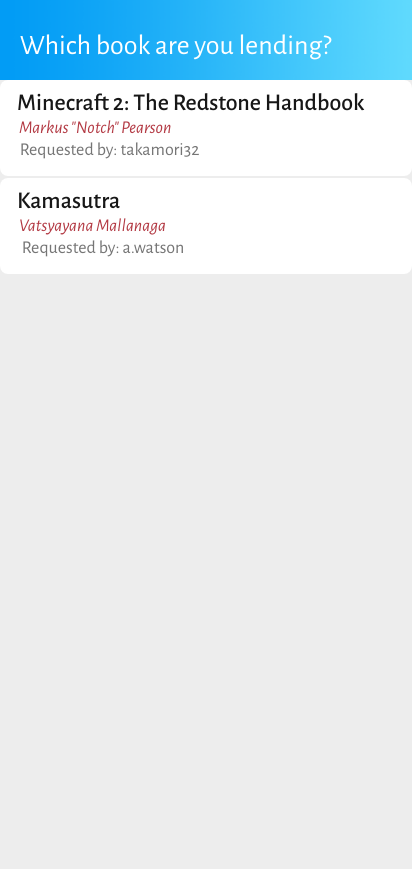 Which book are you lending?
Minecraft 2: The Redstone Handbook
Markus "Notch" Pearson
Requested by: takamori32
Kamasutra
Vatsyayana Mallanaga
Requested by: a.watson